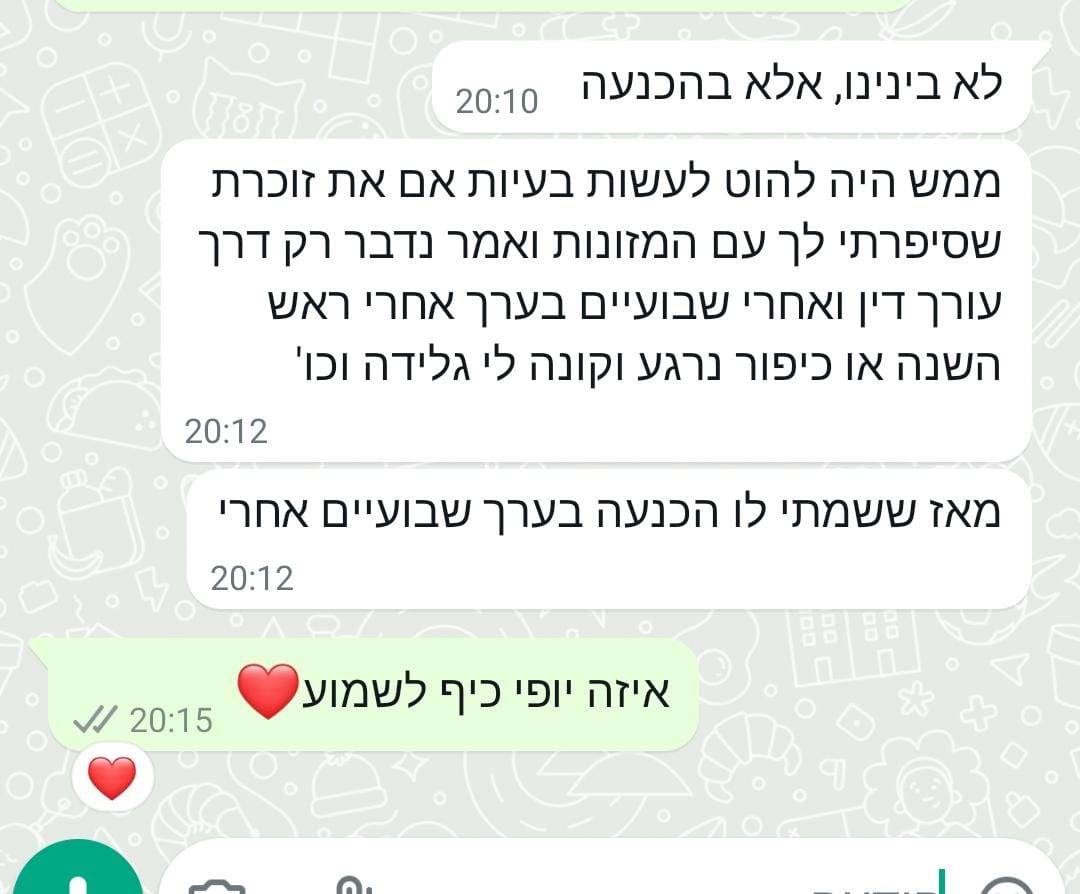 לא בינינו, אלא בהכנעה
20:10
ממש היה להוט לעשות בעיות אם את זוכרת
שסיפרתי לך עם המזונות ואמר נדבר רק דרך
עורך דין ואחרי שבועיים בערך אחרי ראש
השנה או כיפור נרגע וקונה לי גלידה וכו'
20:12
מאז ששמתי לו הכנעה בערך שבועיים אחרי
20:12
איזה יופי כיף לשמוע❤️
20:15
❤️